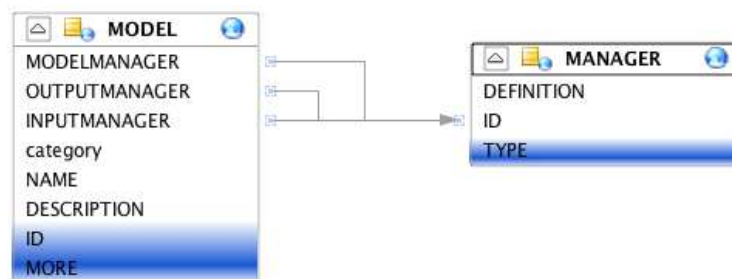 MODEL
MODELMANAGER
OUTPUTMANAGER
INPUTMANAGER
category
NAME
DESCRIPTION
ID
MORE
MANAGER
DEFINITION
ID
TYPE